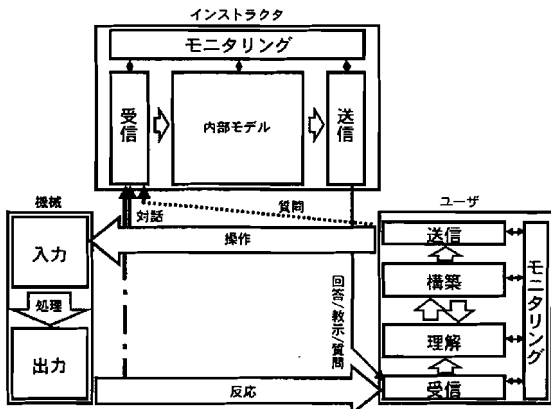 インストラクタ
モニタリング
受信
内部モデル
送信
機械
対話
質問
ユーザ
入力
操作
送信
モニタリング
構築
処理
回答/教示/質問
理解
出力
反応
受信